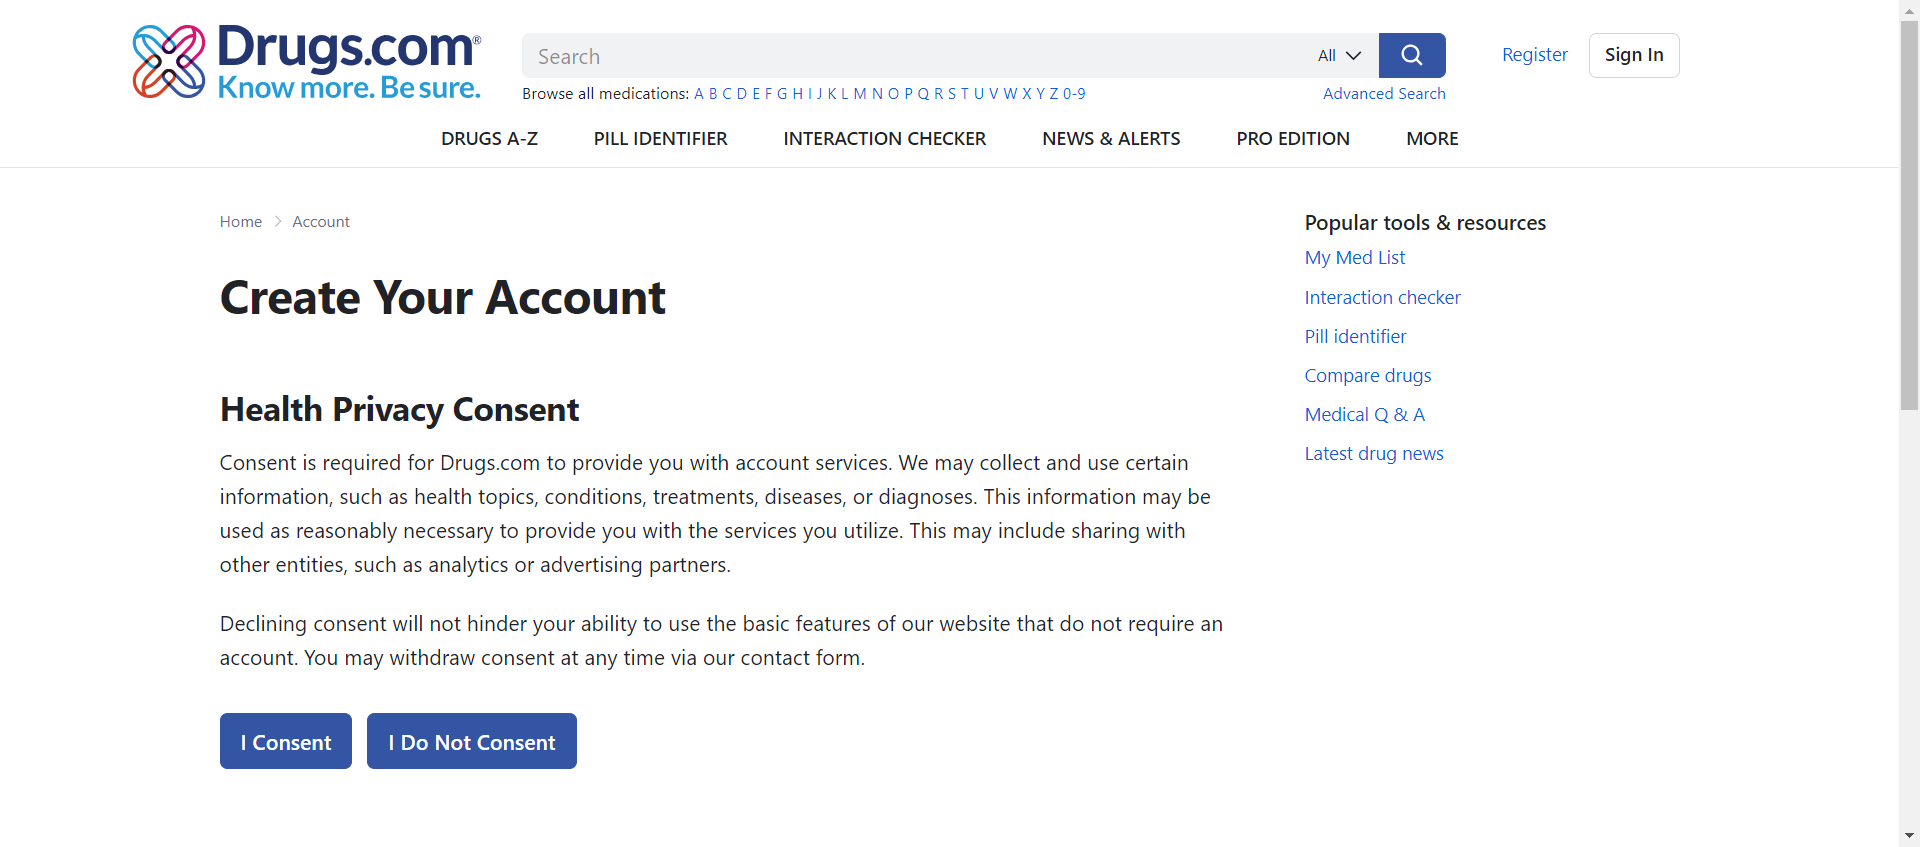 Drugs.com®
Know more. Be sure.
Search
All
Register
Sign In
Browse all medications: A B C D E F G H I J K L M N O P Q R S T U V W X Y Z 0-9
Advanced Search
DRUGS A-Z
PILL IDENTIFIER
INTERACTION CHECKER
NEWS & ALERTS
PRO EDITION
MORE
Home
Account
Create Your Account
Health Privacy Consent
Consent is required for Drugs.com to provide you with account services. We may collect and use certain
information, such as health topics, conditions, treatments, diseases, or diagnoses. This information may be
used as reasonably necessary to provide you with the services you utilize. This may include sharing with
other entities, such as analytics or advertising partners.
Declining consent will not hinder your ability to use the basic features of our website that do not require an
account. You may withdraw consent at any time via our contact form.
I Consent
I Do Not Consent
Popular tools & resources
My Med List
Interaction checker
Pill identifier
Compare drugs
Medical Q & A
Latest drug news